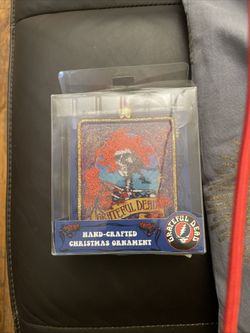 GRATEFUL DEAD
HAND-CRAFTED
CHRISTMAS ORNAMENT
GRATEFUL DEAD